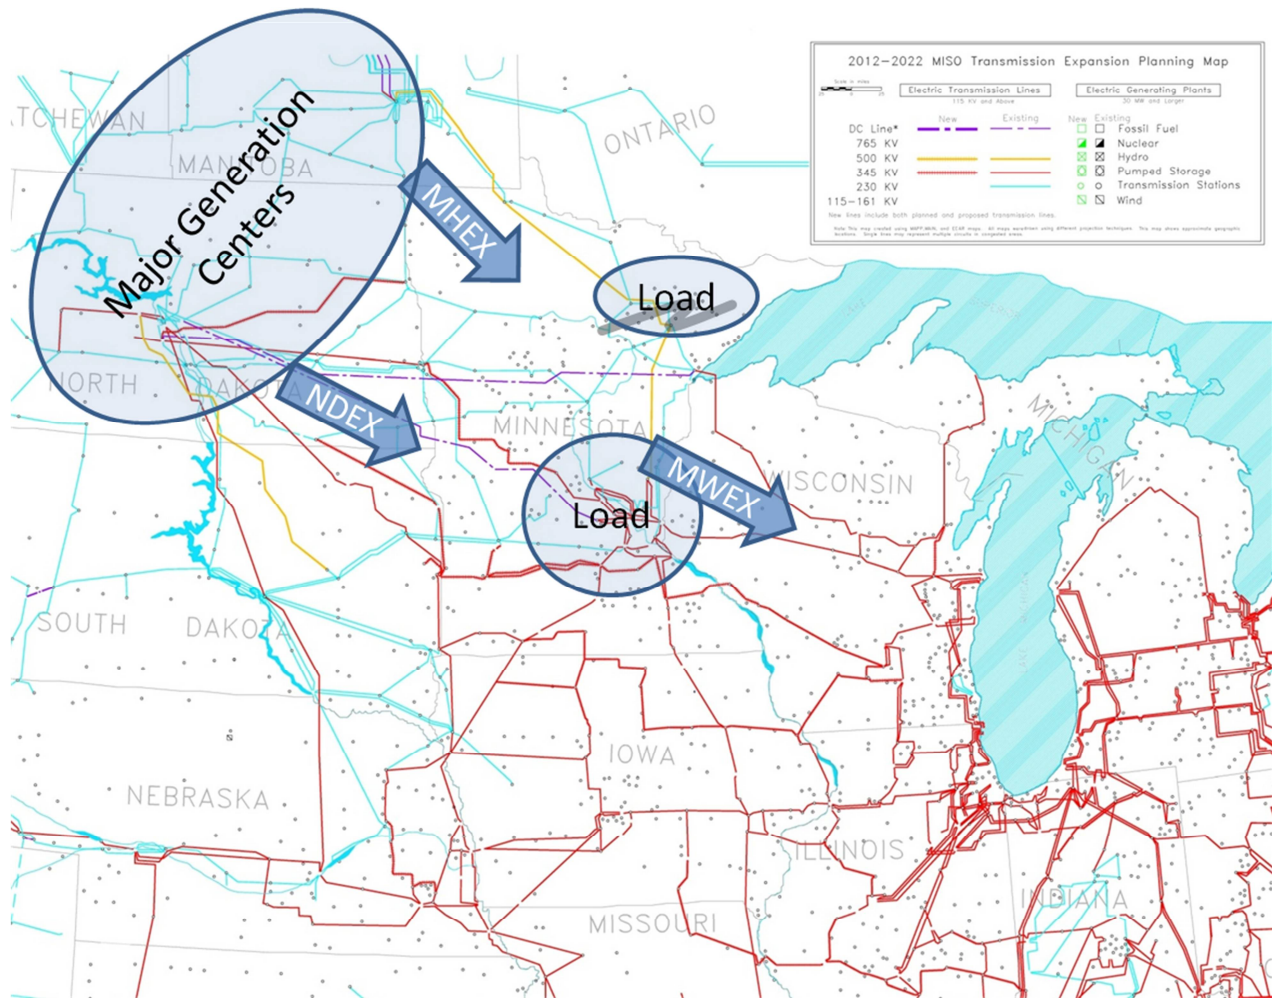 2012-2022 MISO Transmission Expansion Planning Map
Scale in miles
Electric Transmission Lines
115 KV and Above
Electric Generating Plants
30 MW and Larger
New Existing
New Existing
DC Line*
765 KV
500 KV
345 KV
230 KV
115-161 KV
Fossil Fuel
Nuclear
Hydro
Pumped Storage
Transmission Stations
Wind
New lines include both planned and proposed transmission lines.
TCHEWAN
MANITOBA
ONTARIO
Major Generation
Centers
MHEX
Load
NORTH DAKOTA
NDEX
MINNESOTA
MICHIGAN
Load
MWEX
WISCONSIN
SOUTH DAKOTA
IOWA
NEBRASKA
ILLINOIS
INDIANA
MISSOURI